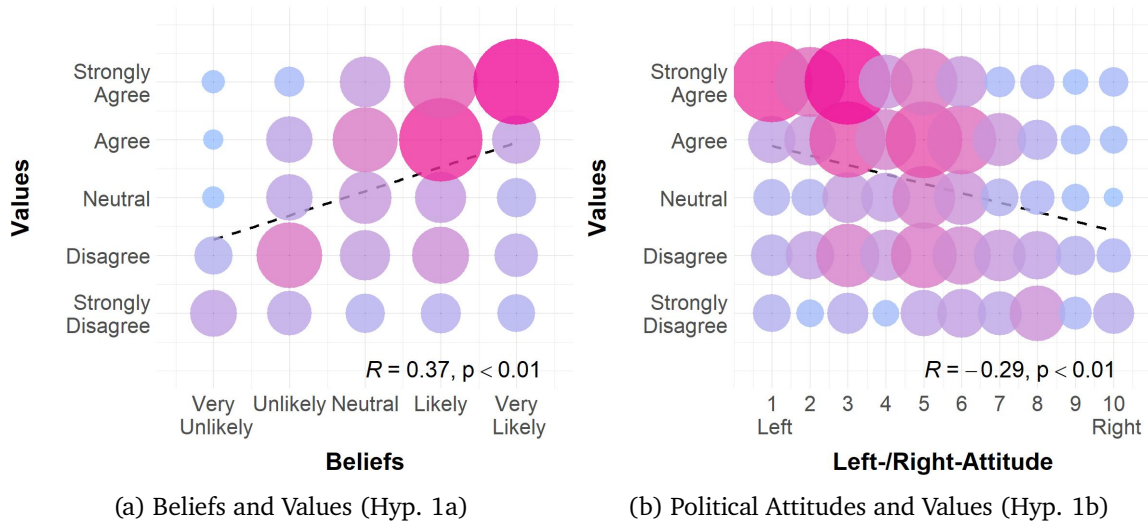 Values
Strongly
Agree
Agree
Neutral
Disagree
Strongly
Disagree
R = 0.37, p < 0.01
Very
Unlikely
Unlikely
Neutral
Likely
Very
Likely
Beliefs
(a) Beliefs and Values (Hyp. 1a)
Values
Strongly
Agree
Agree
Neutral
Disagree
Strongly
Disagree
R = −0.29, p < 0.01
1 2 3 4 5 6 7 8 9 10
Left Right
Left-/Right-Attitude
(b) Political Attitudes and Values (Hyp. 1b)